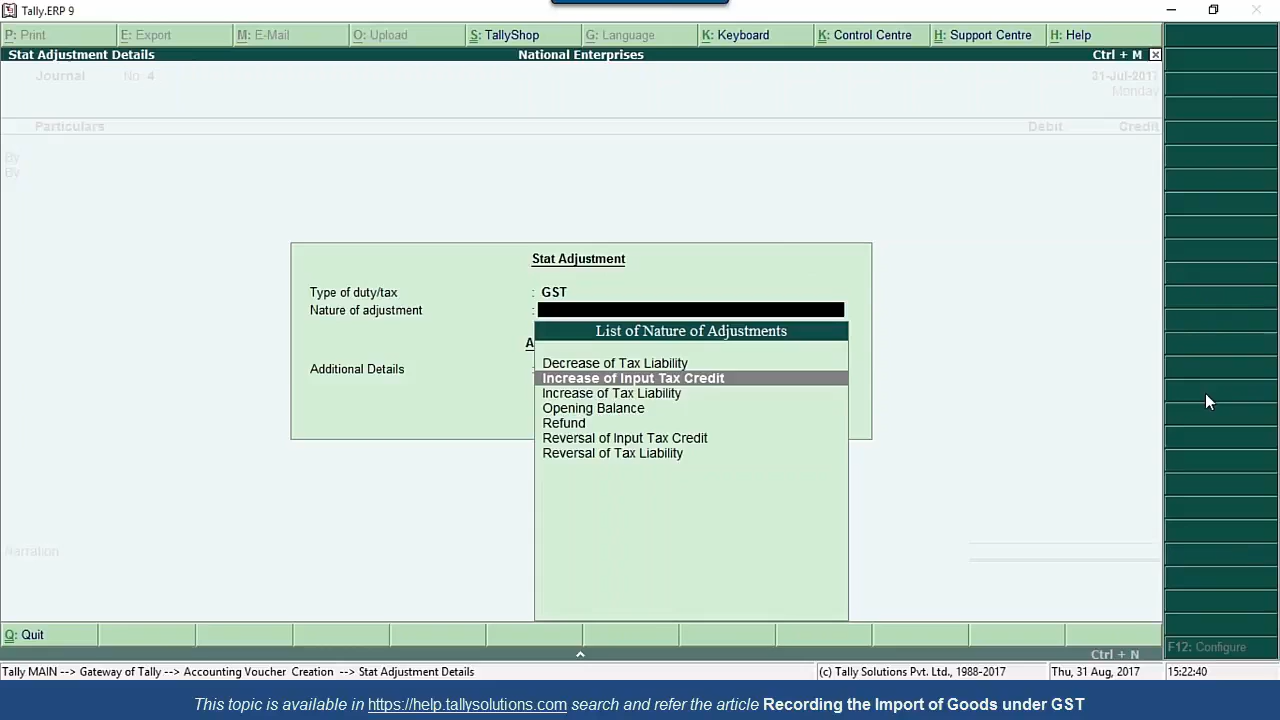 Tally.ERP 9
P: Print E: Export M: E-Mail O: Upload S: TallyShop G: Language K: Keyboard K: Control Centre H: Support Centre H: Help
Stat Adjustment Details National Enterprises Ctrl + M
Journal No. 4 31-Jul-2017
Monday
Particulars Debit Credit
By
By
Stat Adjustment
Type of duty/tax : GST
Nature of adjustment :
List of Nature of Adjustments
A
Decrease of Tax Liability
Additional Details :
Increase of Input Tax Credit
Increase of Tax Liability
Opening Balance
Refund
Reversal of Input Tax Credit
Reversal of Tax Liability
Narration
Q: Quit
F12: Configure
Ctrl + N
Tally MAIN --> Gateway of Tally --> Accounting Voucher Creation --> Stat Adjustment Details (c) Tally Solutions Pvt. Ltd., 1988-2017 Thu, 31 Aug, 2017 15:22:40
This topic is available in https://help.tallysolutions.com search and refer the article Recording the Import of Goods under GST